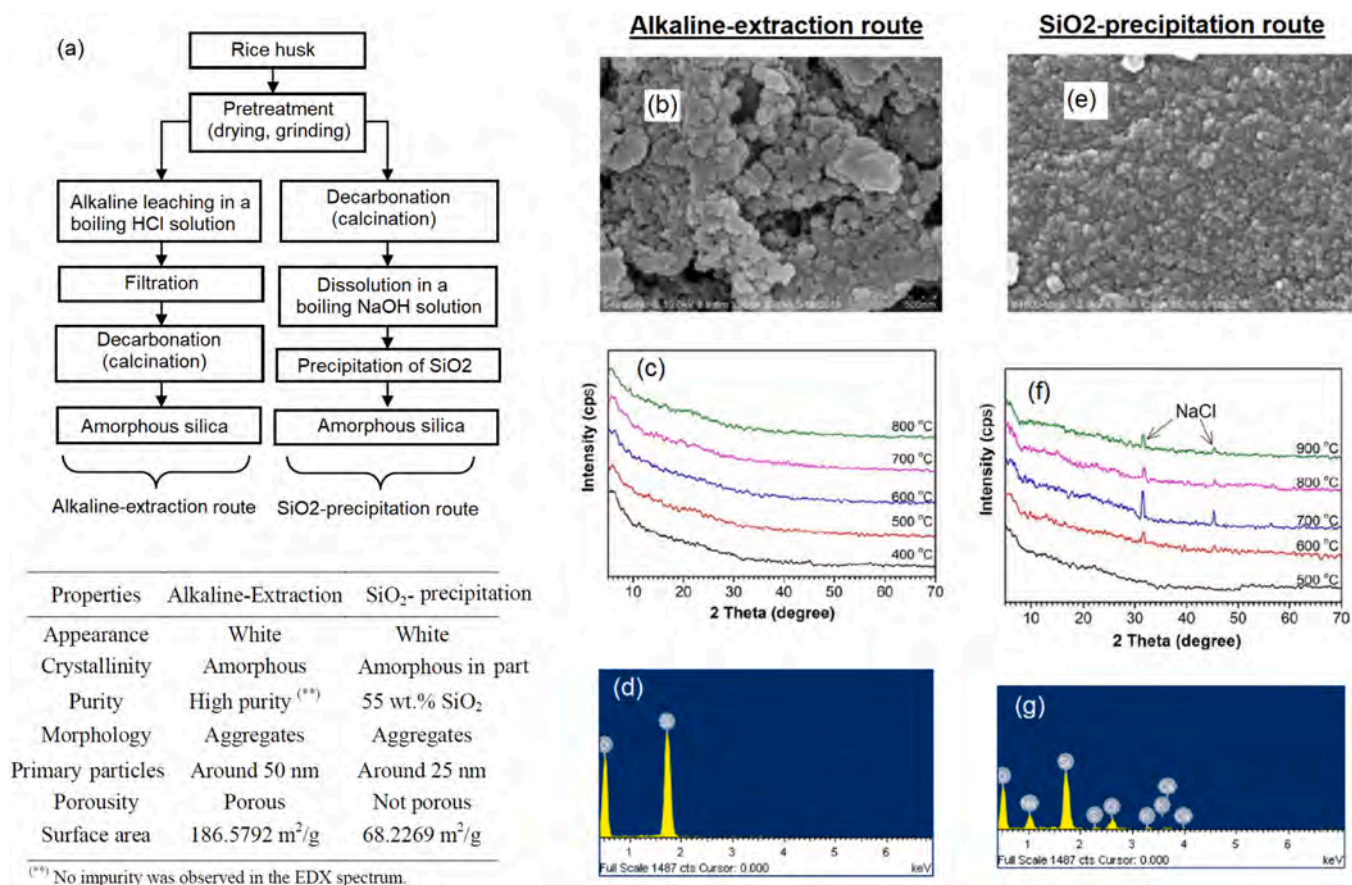 Alkaline-extraction route
SiO2-precipitation route
(a)
Rice husk
Pretreatment
(drying, grinding)
Alkaline leaching in a
boiling HCl solution
Filtration
Decarbonation
(calcination)
Amorphous silica
Alkaline-extraction route
Decarbonation
(calcination)
Dissolution in a
boiling NaOH solution
Precipitation of SiO2
Amorphous silica
SiO2-precipitation route
Properties Alkaline-Extraction SiO₂- precipitation
Appearance White White
Crystallinity Amorphous Amorphous in part
Purity High purity (**) 55 wt.% SiO₂
Morphology Aggregates Aggregates
Primary particles Around 50 nm Around 25 nm
Porousity Porous Not porous
Surface area 186.5792 m²/g 68.2269 m²/g
(**) No impurity was observed in the EDX spectrum.
(b)
(e)
(c)
Intensity (cps)
800 °C
700 °C
600 °C
500 °C
400 °C
10 20 30 40 50 60 70
2 Theta (degree)
(f)
Intensity (cps)
NaCl
900 °C
800 °C
700 °C
600 °C
500 °C
10 20 30 40 50 60 70
2 Theta (degree)
(d)
O
Si
1 2 3 4 5 6
Full Scale 1487 cts Cursor: 0.000 keV
(g)
O
Na
Si
S
Cl
K
K
Ca
Ca
1 2 3 4 5 6
Full Scale 1487 cts Cursor: 0.000 keV